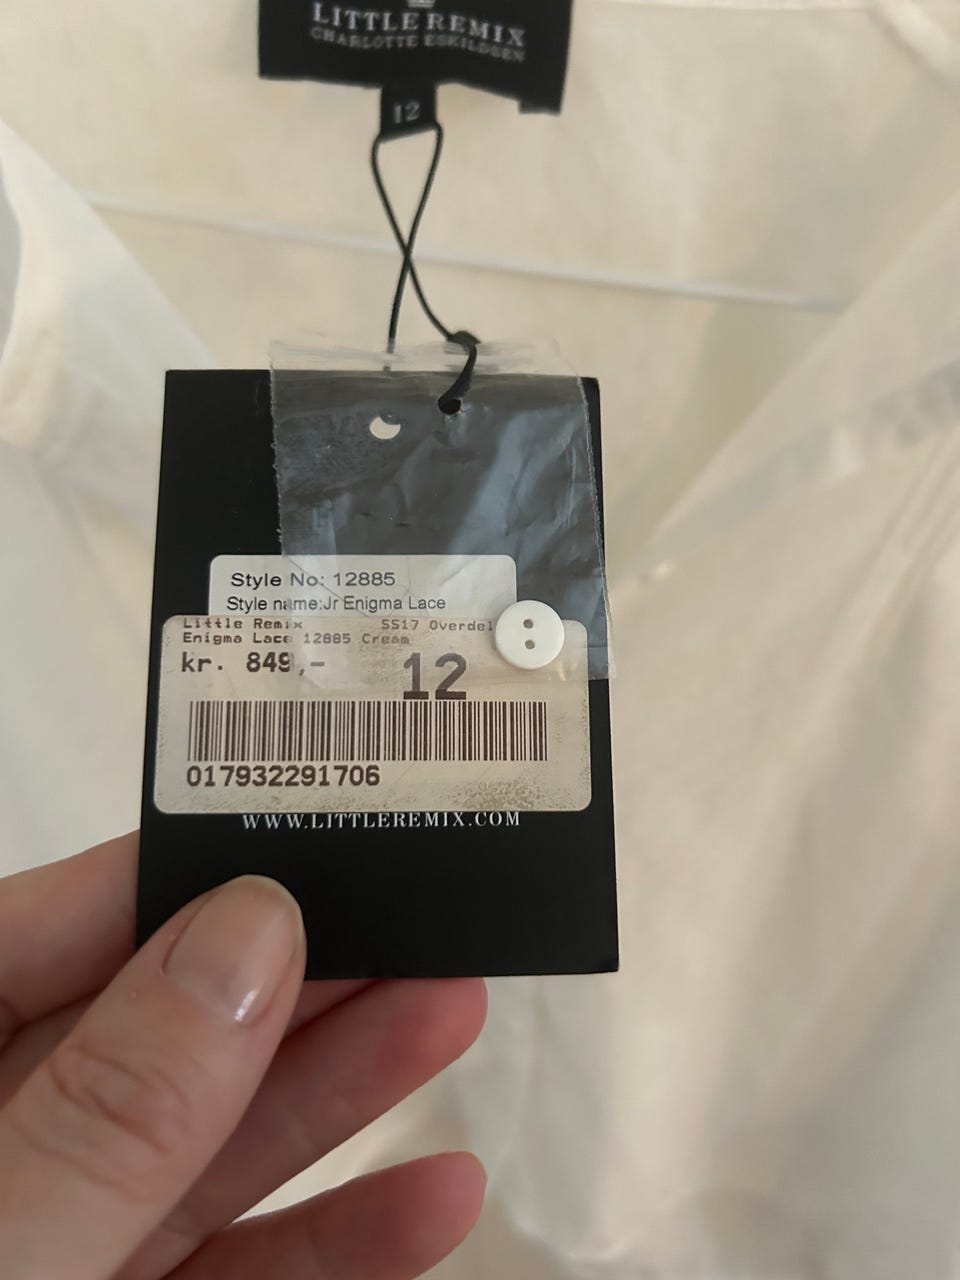 LITTLE REMIX
CHARLOTTE ESKILDSEN
12
Style No: 12885
Style name:Jr Enigma Lace
Little Remix SS17 Overdel
Enigma Lace 12885 Cream
kr. 849,-
12
017932291706
WWW.LITTLEREMIX.COM